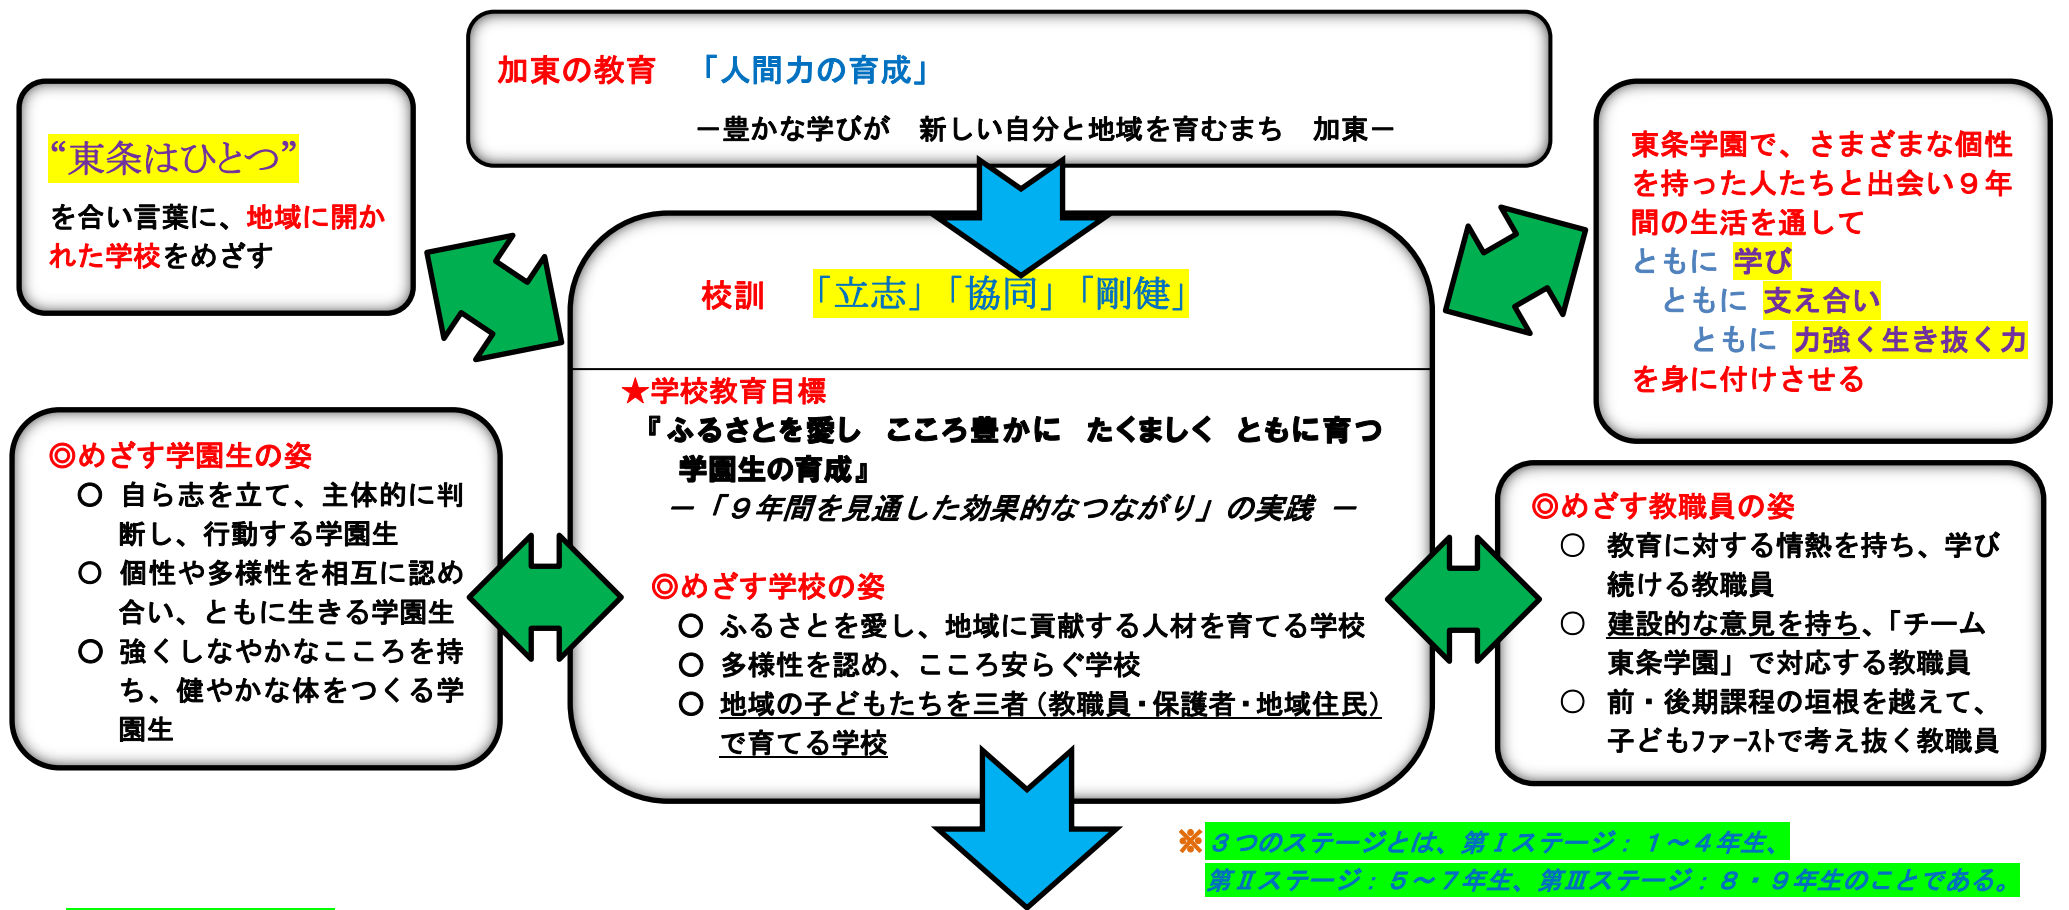 加東の教育　「人間力の育成」
－豊かな学びが　新しい自分と地域を育むまち　加東－
“東条はひとつ”
を合い言葉に、地域に開か
れた学校をめざす
東条学園で、さまざまな個性
を持った人たちと出会い９年
間の生活を通して
ともに 学び
ともに 支え合い
ともに 力強く生き抜く力
を身に付けさせる
校訓　「立志」「協同」「剛健」
★学校教育目標
『ふるさとを愛し　こころ豊かに　たくましく　ともに育つ
学園生の育成』
－「９年間を見通した効果的なつながり」の実践 －
◎めざす学校の姿
〇 ふるさとを愛し、地域に貢献する人材を育てる学校
〇 多様性を認め、こころ安らぐ学校
〇 地域の子どもたちを三者（教職員・保護者・地域住民）
で育てる学校
◎めざす学園生の姿
〇 自ら志を立て、主体的に判
断し、行動する学園生
〇 個性や多様性を相互に認め
合い、ともに生きる学園生
〇 強くしなやかなこころを持
ち、健やかな体をつくる学
園生
◎めざす教職員の姿
〇 教育に対する情熱を持ち、学び
続ける教職員
〇 建設的な意見を持ち、「チーム
東条学園」で対応する教職員
〇 前・後期課程の垣根を越えて、
子どもﾌｧｰｽﾄで考え抜く教職員
※３つのステージとは、第Ⅰステージ：１～４年生、
第Ⅱステージ：５～７年生、第Ⅲステージ：８・９年生のことである。